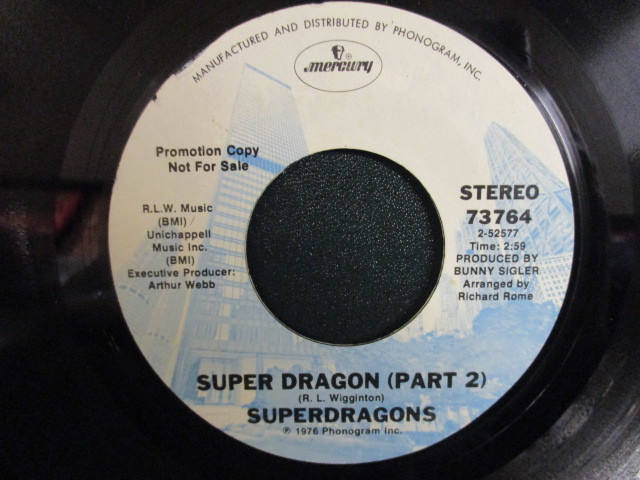 MANUFACTURED AND DISTRIBUTED BY PHONOGRAM, INC.
mercury
Promotion Copy
Not For Sale
R.L.W. Music
(BMI) /
Unichappell
Music Inc.
(BMI)
Executive Producer:
Arthur Webb
STEREO
73764
2-52577
Time: 2:59
PRODUCED BY
BUNNY SIGLER
Arranged by
Richard Rome
SUPER DRAGON (PART 2)
(R. L. Wigginton)
SUPERDRAGONS
℗ 1976 Phonogram Inc.